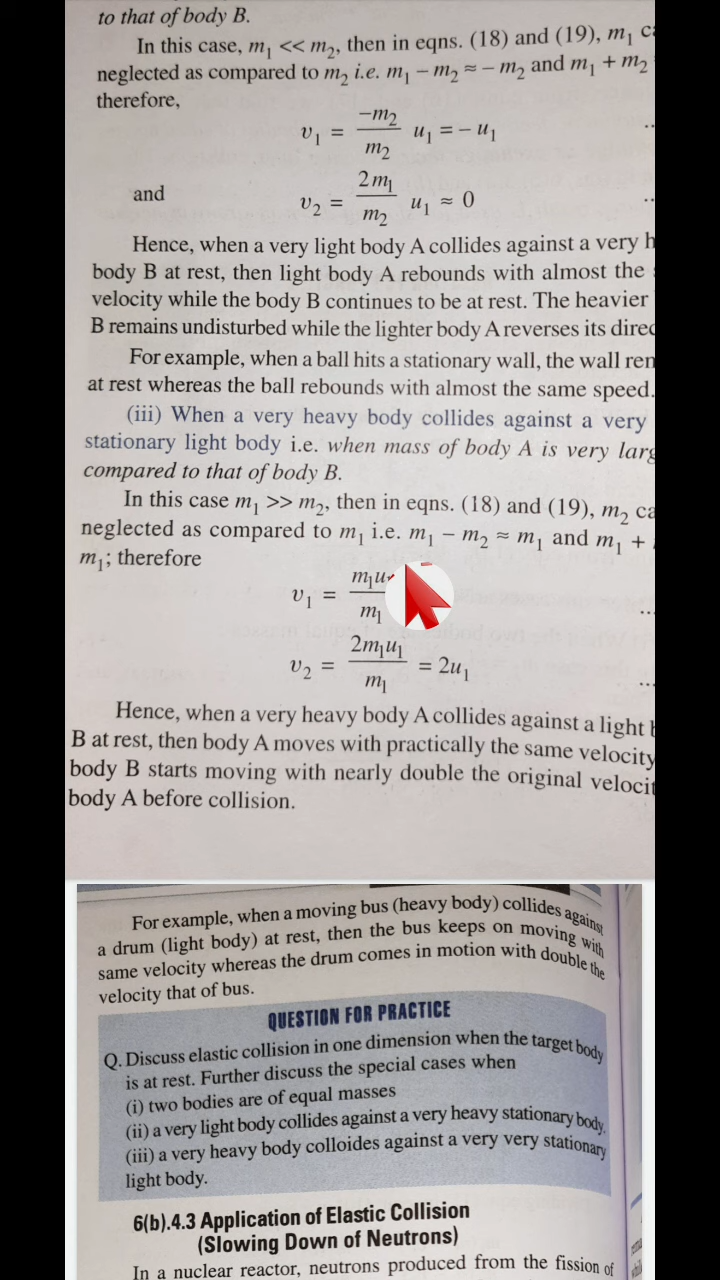 to that of body B.
In this case, m₁ << m₂, then in eqns. (18) and (19), m₁
neglected as compared to m₂ i.e. m₁ – m₂ ≈ – m₂ and m₁ + m₂
therefore,
v₁ = –m₂/m₂ u₁ = – u₁
and v₂ = 2m₁/m₂ u₁ ≈ 0
Hence, when a very light body A collides against a very
body B at rest, then light body A rebounds with almost the
velocity while the body B continues to be at rest. The heavier
B remains undisturbed while the lighter body A reverses its
For example, when a ball hits a stationary wall, the wall
at rest whereas the ball rebounds with almost the same speed.
(iii) When a very heavy body collides against a very
stationary light body i.e. when mass of body A is very
compared to that of body B.
In this case m₁ >> m₂, then in eqns. (18) and (19), m₂
neglected as compared to m₁ i.e. m₁ – m₂ ≈ m₁ and m₁ +
m₁; therefore
v₁ = m₁u₁/m₁
v₂ = 2m₁u₁/m₁ = 2u₁
Hence, when a very heavy body A collides against a light
B at rest, then body A moves with practically the same velocity
body B starts moving with nearly double the original
body A before collision.
For example, when a moving bus (heavy body) collides against
a drum (light body) at rest, then the bus keeps on moving with
same velocity whereas the drum comes in motion with double the
velocity that of bus.
QUESTION FOR PRACTICE
Q. Discuss elastic collision in one dimension when the target body
is at rest. Further discuss the special cases when
(i) two bodies are of equal masses
(ii) a very light body collides against a very heavy stationary body.
(iii) a very heavy body colloides against a very very stationary
light body.
6(b).4.3 Application of Elastic Collision
(Slowing Down of Neutrons)
In a nuclear reactor, neutrons produced from the fission of